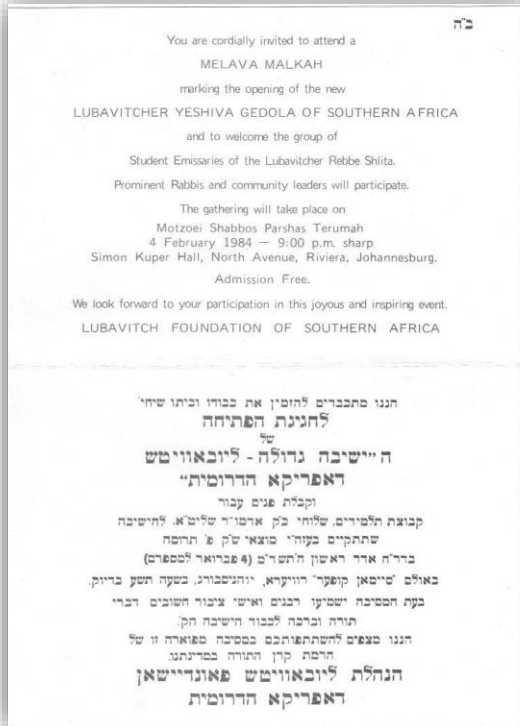 ב"ה
You are cordially invited to attend a
MELAVA MALKAH
marking the opening of the new
LUBAVITCHER YESHIVA GEDOLA OF SOUTHERN AFRICA
and to welcome the group of
Student Emissaries of the Lubavitcher Rebbe Shlita.
Prominent Rabbis and community leaders will participate.
The gathering will take place on
Motzoei Shabbos Parshas Terumah
4 February 1984 — 9:00 p.m. sharp
Simon Kuper Hall, North Avenue, Riviera, Johannesburg.
Admission Free.
We look forward to your participation in this joyous and inspiring event.
LUBAVITCH FOUNDATION OF SOUTHERN AFRICA
הננו מתכבדים להזמין את כבודו וביתו שיחי'
לחגיגת הפתיחה
של
ה"ישיבה גדולה - ליובאוויטש
דאפריקא הדרומית"
וקבלת פנים עבור
קבוצת תלמידים, שלוחי כ"ק אדמו"ר שליט"א, להישיבה
שתתקיים בעזה"י מוצאי ש"ק פ' תרומה
בדר"ח אדר ראשון ה'תשד"מ (4 פברואר למספרם)
באולם "סיימאן קופער" רוויערא, יוהניסבורג, בשעה תשע בדיוק.
בעת המסיבה ישמיעו רבנים ואישי ציבור חשובים דברי
תורה וברכה לכבוד הישיבה הק'.
הננו מצפים להשתתפותכם במסיבה מפוארה זו של
הרמת קרן התורה במדינתנו.
הנהלת ליובאוויטש פאונדיישאן
דאפריקא הדרומית